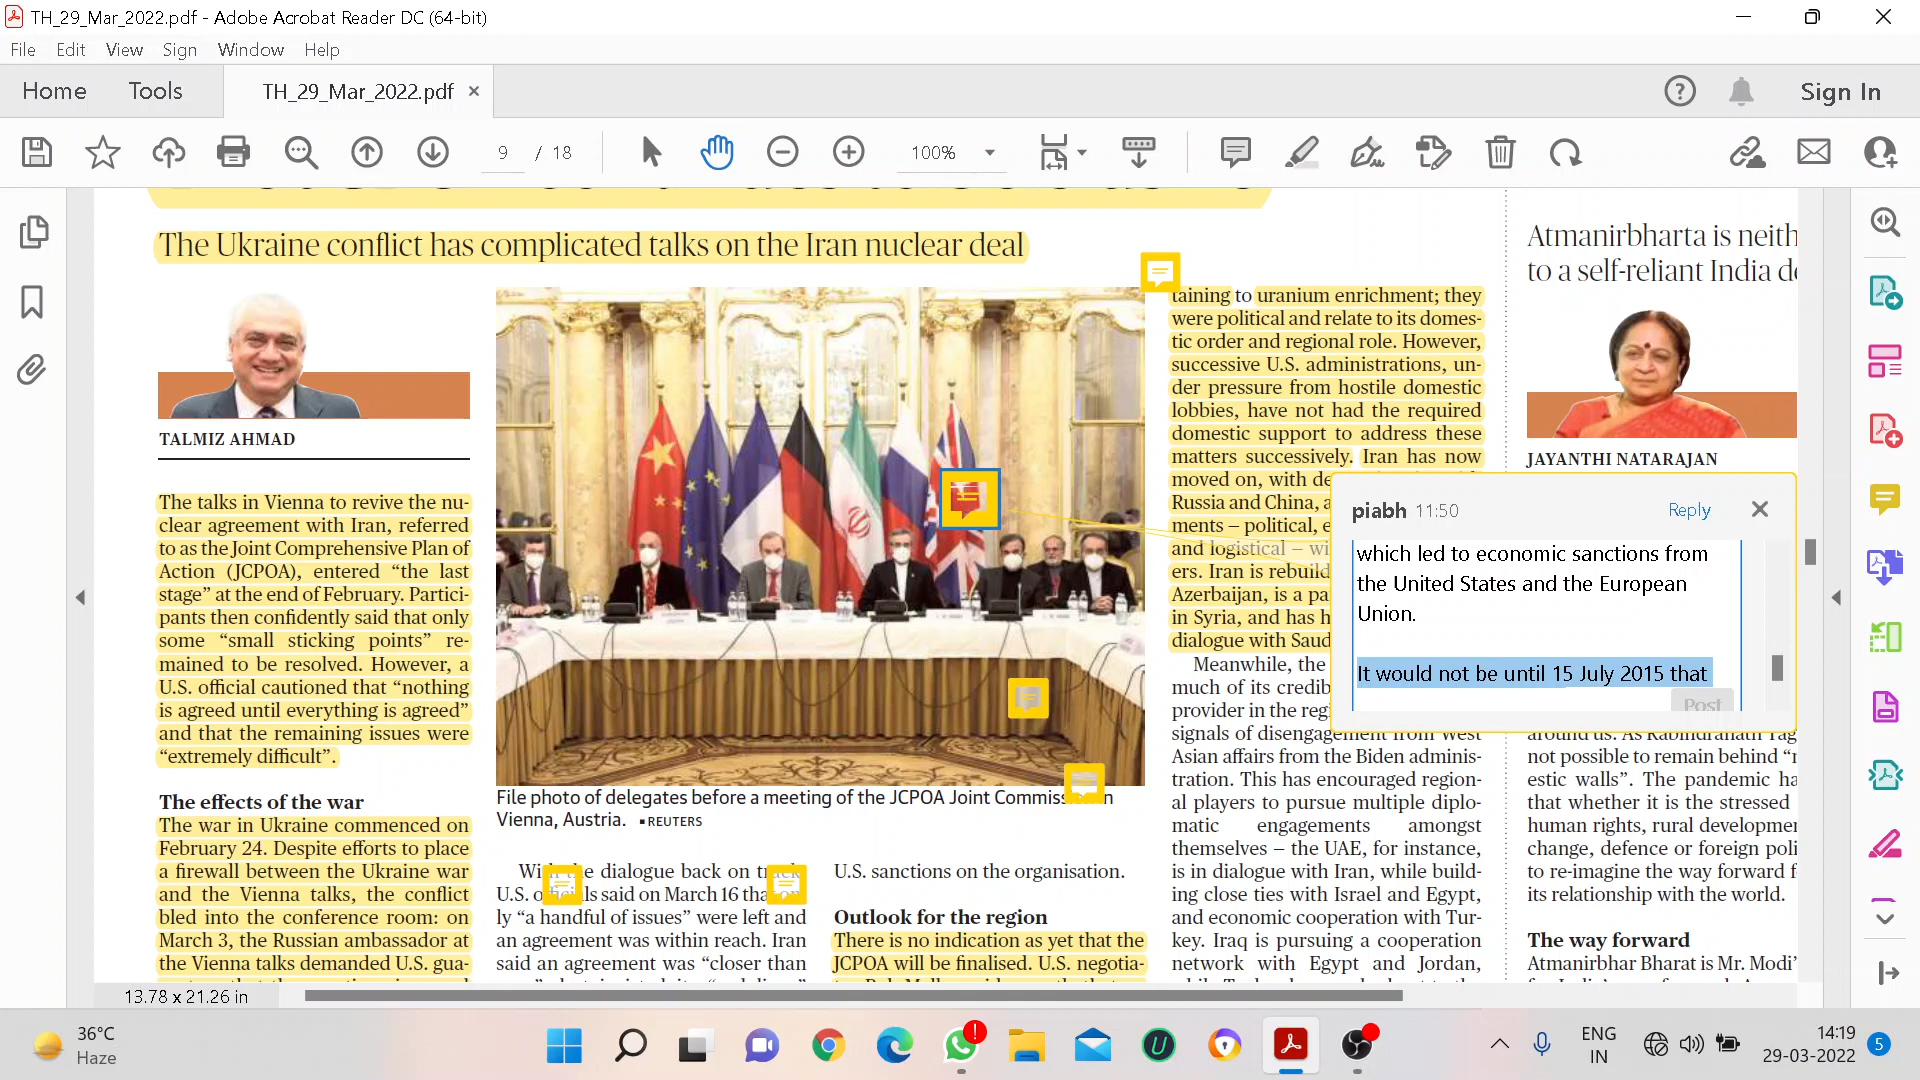 TH_29_Mar_2022.pdf - Adobe Acrobat Reader DC (64-bit)
File Edit View Sign Window Help
Home Tools TH_29_Mar_2022.pdf × Sign In
9 / 18 100%
The Ukraine conflict has complicated talks on the Iran nuclear deal
TALMIZ AHMAD
The talks in Vienna to revive the nu-
clear agreement with Iran, referred
to as the Joint Comprehensive Plan of
Action (JCPOA), entered “the last
stage” at the end of February. Partici-
pants then confidently said that only
some “small sticking points” re-
mained to be resolved. However, a
U.S. official cautioned that “nothing
is agreed until everything is agreed”
and that the remaining issues were
“extremely difficult”.
The effects of the war
The war in Ukraine commenced on
February 24. Despite efforts to place
a firewall between the Ukraine war
and the Vienna talks, the conflict
bled into the conference room: on
March 3, the Russian ambassador at
the Vienna talks demanded U.S. gua-
File photo of delegates before a meeting of the JCPOA Joint
Vienna, Austria. ▪ REUTERS
dialogue back on
U.S. said on March 16
ly “a handful of issues” were left and
an agreement was within reach. Iran
said an agreement was “closer than
U.S. sanctions on the organisation.
Outlook for the region
There is no indication as yet that the
JCPOA will be finalised. U.S. negotia-
taining to uranium enrichment; they
were political and relate to its domes-
tic order and regional role. However,
successive U.S. administrations, un-
der pressure from hostile domestic
lobbies, have not had the required
domestic support to address these
matters successively. Iran has now
moved on, with de
Russia and China, a
ments – political, e
and logistical – wi
ers. Iran is rebuild
Azerbaijan, is a pa
in Syria, and has h
dialogue with Saud
Meanwhile, the
much of its credib
provider in the reg
signals of disengagement from West
Asian affairs from the Biden adminis-
tration. This has encouraged region-
al players to pursue multiple diplo-
matic engagements amongst
themselves – the UAE, for instance,
is in dialogue with Iran, while build-
ing close ties with Israel and Egypt,
and economic cooperation with Tur-
key. Iraq is pursuing a cooperation
network with Egypt and Jordan,
Atmanirbharta is neith
to a self-reliant India d
JAYANTHI NATARAJAN
piabh 11:50 Reply
which led to economic sanctions from
the United States and the European
Union.
It would not be until 15 July 2015 that
Post
around us. As Rabindranath Tag
not possible to remain behind
estic walls”. The pandemic ha
that whether it is the stressed
human rights, rural developmen
change, defence or foreign poli
to re-imagine the way forward f
its relationship with the world.
The way forward
Atmanirbhar Bharat is Mr. Modi’
13.78 x 21.26 in
36°C
Haze
ENG
IN
14:19
29-03-2022
5